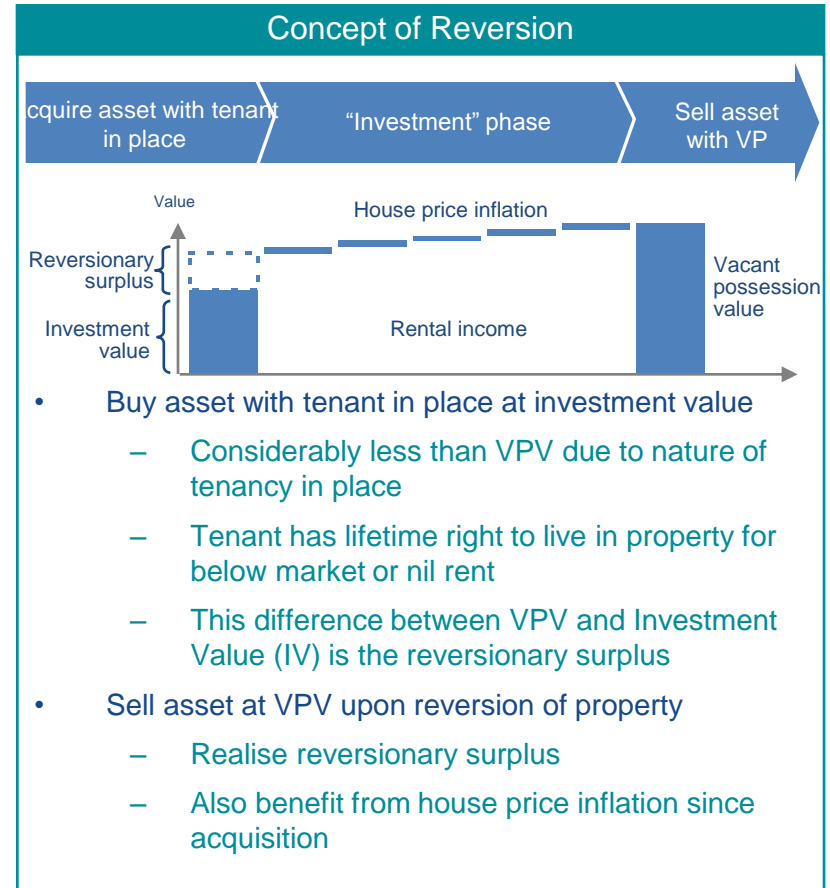 Concept of Reversion
cquire asset with tenant
in place
“Investment” phase
Sell asset
with VP
Value
House price inflation
Reversionary
surplus
Vacant
possession
value
Investment
value
Rental income
• Buy asset with tenant in place at investment value
– Considerably less than VPV due to nature of
tenancy in place
– Tenant has lifetime right to live in property for
below market or nil rent
– This difference between VPV and Investment
Value (IV) is the reversionary surplus
• Sell asset at VPV upon reversion of property
– Realise reversionary surplus
– Also benefit from house price inflation since
acquisition